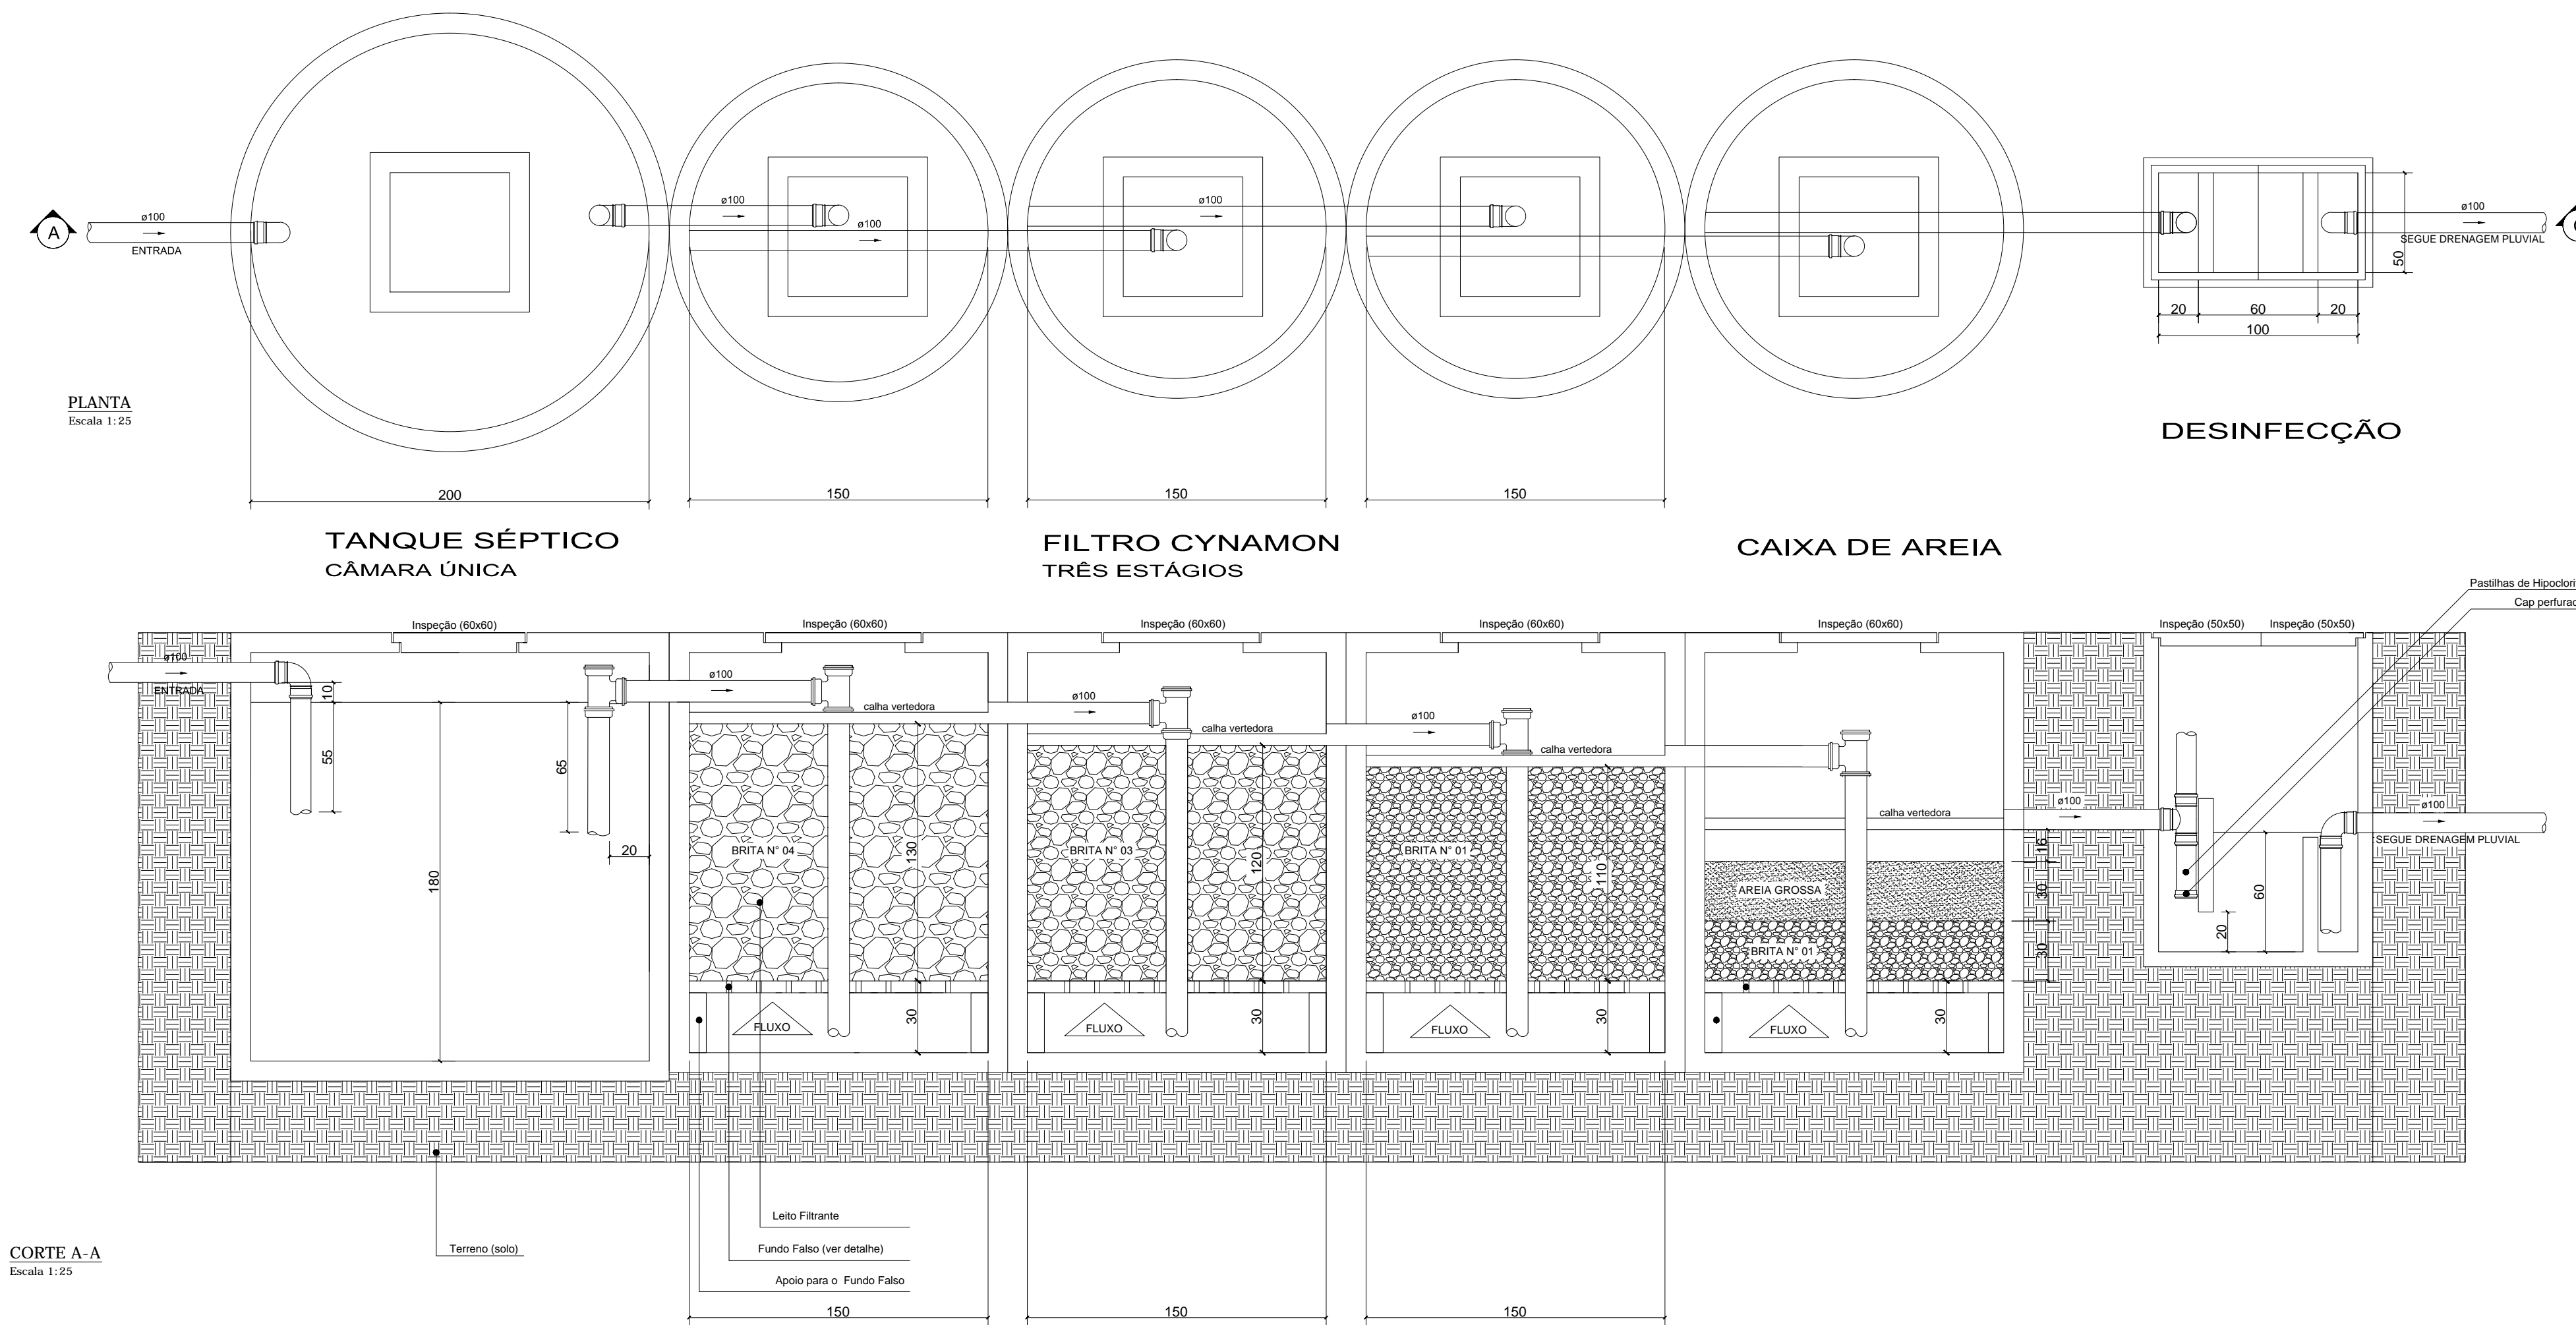 A
ø100
ENTRADA
ø100
ø100
ø100
ø100
SEGUE DRENAGEM PLUVIAL
50
20
60
20
100
PLANTA
Escala 1:25
DESINFECÇÃO
200
150
150
150
TANQUE SÉPTICO
CÂMARA ÚNICA
FILTRO CYNAMON
TRÊS ESTÁGIOS
CAIXA DE AREIA
Pastilhas de
Cap
Inspeção (60x60)
Inspeção (60x60)
Inspeção (60x60)
Inspeção (60x60)
Inspeção (60x60)
Inspeção (50x50)
Inspeção (50x50)
ø100
ENTRADA
10
55
65
20
180
ø100
calha vertedora
ø100
calha vertedora
ø100
calha vertedora
calha vertedora
ø100
ø100
SEGUE DRENAGEM PLUVIAL
BRITA N° 04
130
BRITA N° 03
120
BRITA N° 01
110
AREIA GROSSA
BRITA N° 01
16
30
30
20
60
FLUXO
30
FLUXO
30
FLUXO
30
FLUXO
30
Leito Filtrante
Fundo Falso (ver detalhe)
Apoio para o Fundo Falso
Terreno (solo)
CORTE A-A
Escala 1:25
150
150
150